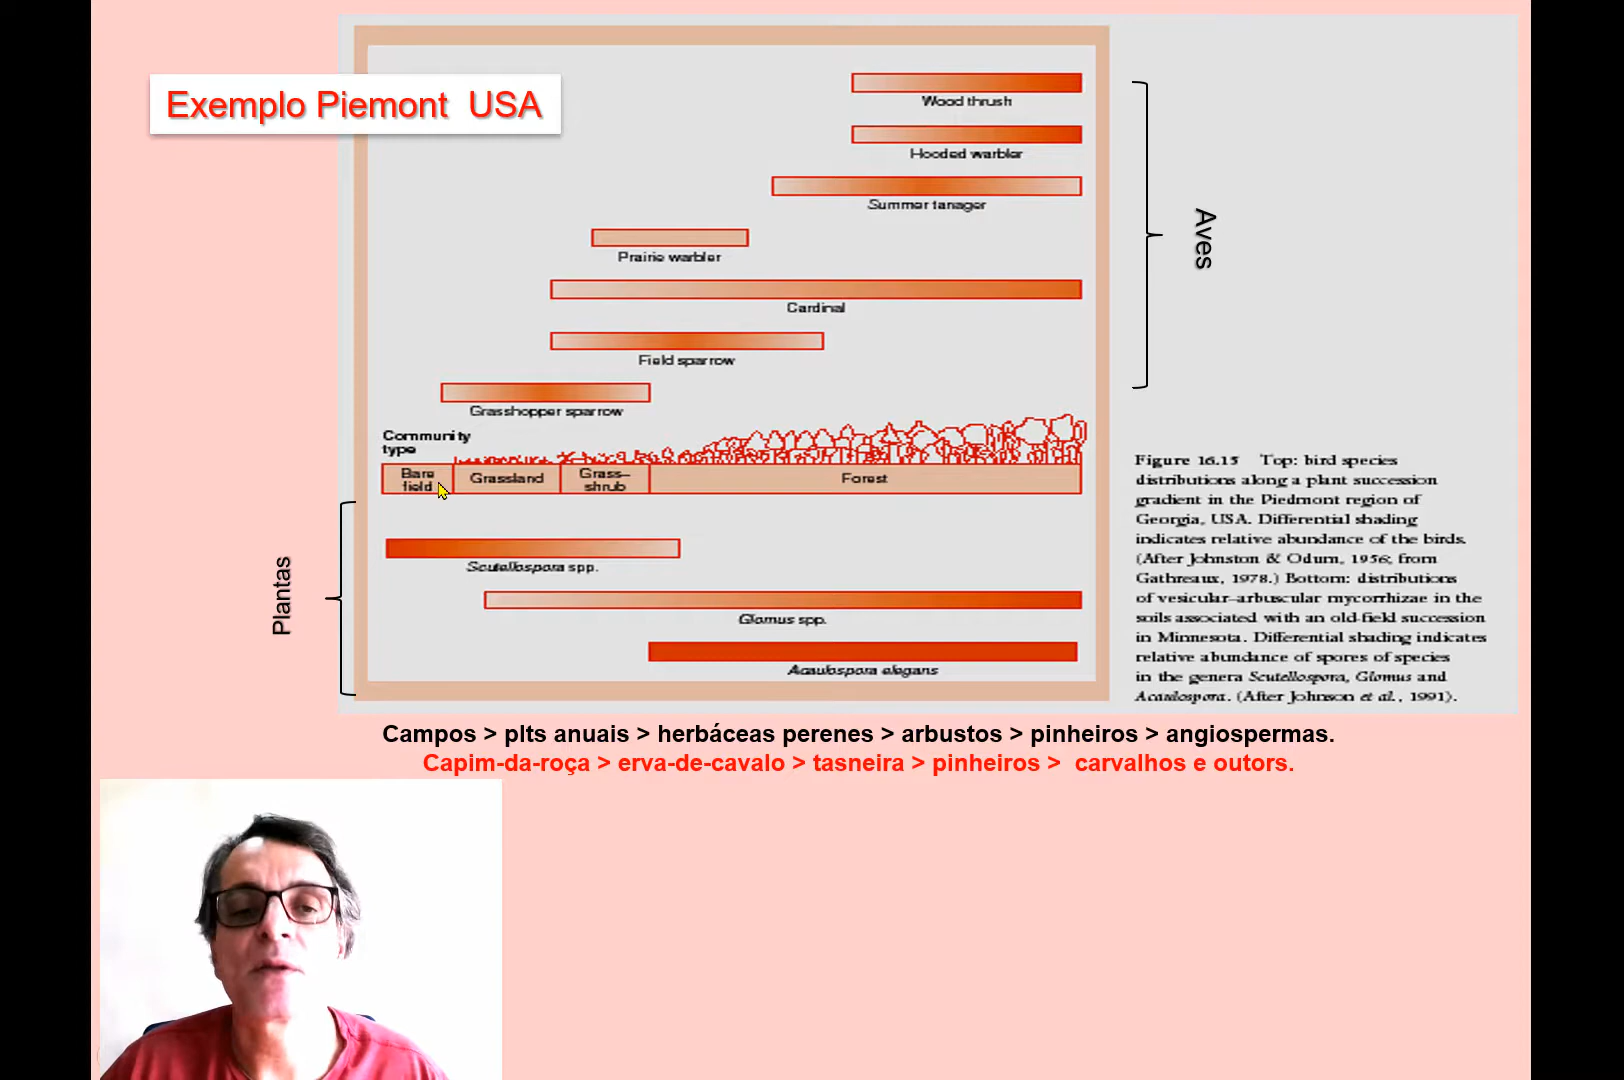 Exemplo Piemont  USA
Wood thrush
Hooded warbler
Summer tanager
Prairie warbler
Cardinal
Field sparrow
Grasshopper sparrow
Aves
Community
type
Bare
field
Grassland
Grass–
shrub
Forest
Plantas
Scutellospora spp.
Glomus spp.
Acaulospora elegans
Figure 16.15 Top: bird species
distributions along a plant succession
gradient in the Piedmont region of
Georgia, USA. Differential shading
indicates relative abundance of the birds.
(After Johnston & Odum, 1956; from
Gathreaux, 1978.) Bottom: distributions
of vesicular–arbuscular mycorrhizae in the
soils associated with an old-field succession
in Minnesota. Differential shading indicates
relative abundance of spores of species
in the genera Scutellospora, Glomus and
Acaulospora. (After Johnson et al., 1991).
Campos > plts anuais > herbáceas perenes > arbustos > pinheiros > angiospermas.
Capim-da-roça > erva-de-cavalo > tasneira > pinheiros > carvalhos e outors.